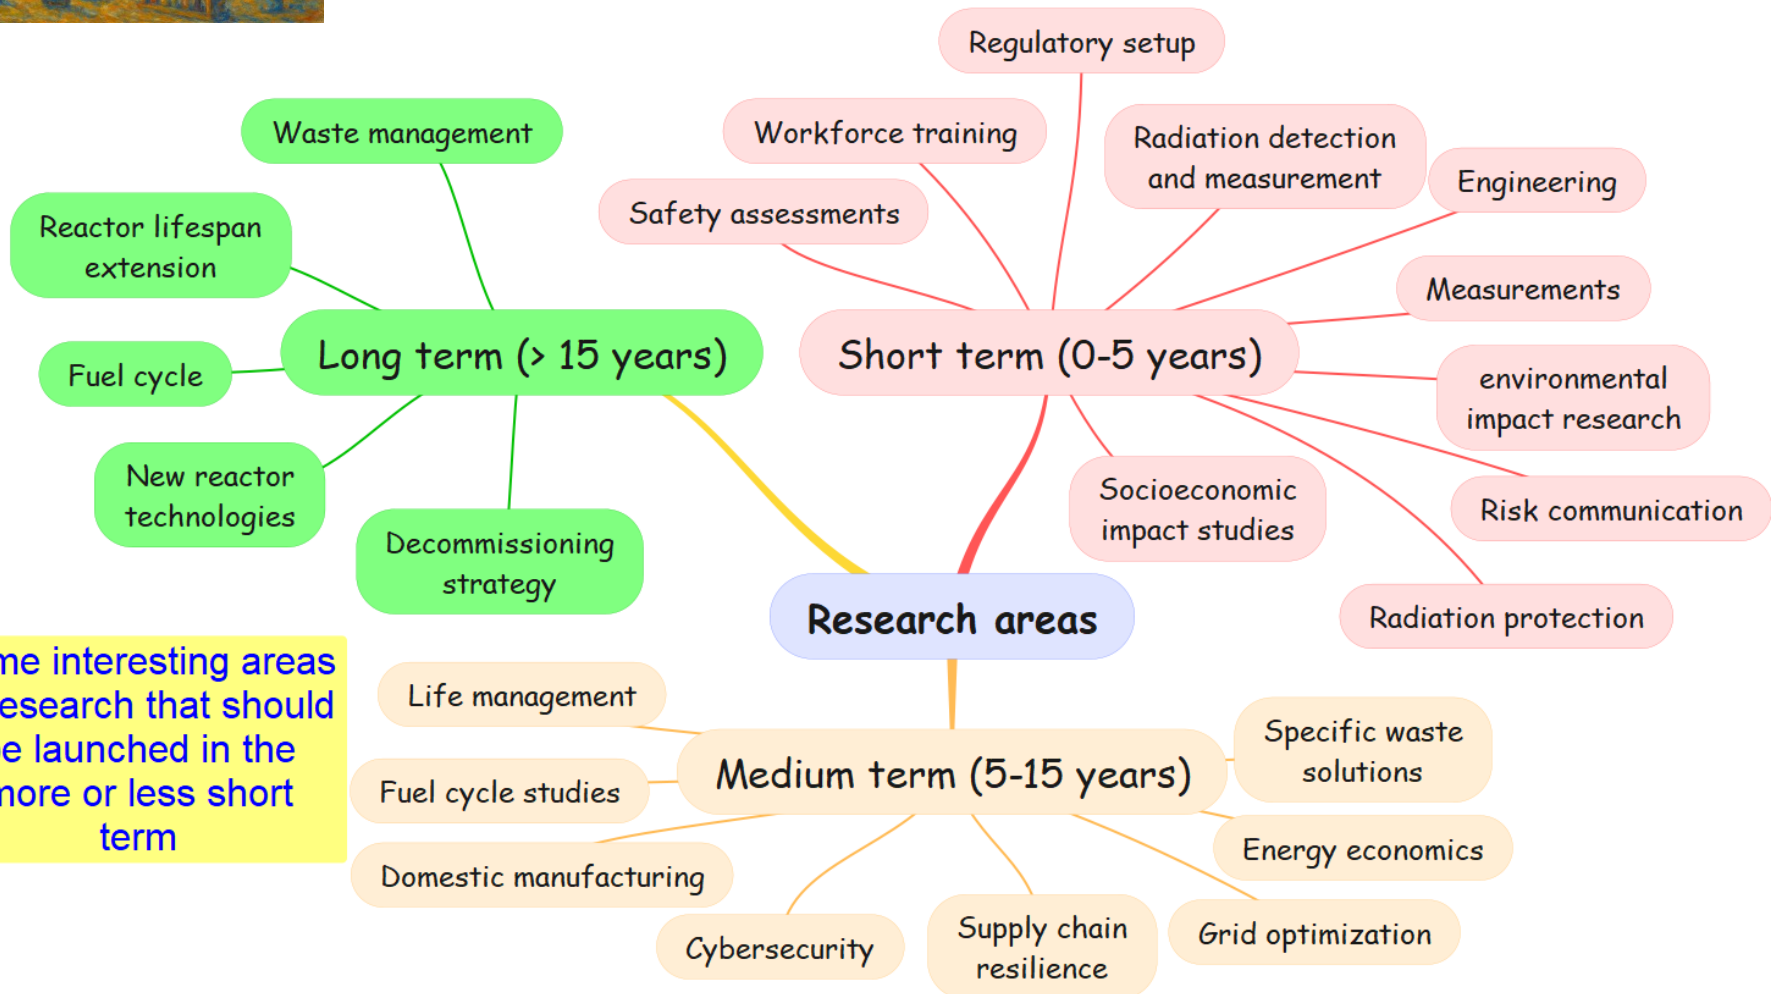 Regulatory setup
Waste management
Workforce training
Radiation detection
and measurement
Engineering
Safety assessments
Reactor lifespan
extension
Measurements
Long term (> 15 years)
Short term (0-5 years)
Fuel cycle
environmental
impact research
New reactor
technologies
Socioeconomic
impact studies
Risk communication
Decommissioning
strategy
Research areas
Radiation protection
interesting areas
research that should
launched in the
or less short
term
Life management
Specific waste
solutions
Medium term (5-15 years)
Fuel cycle studies
Energy economics
Domestic manufacturing
Supply chain
resilience
Grid optimization
Cybersecurity